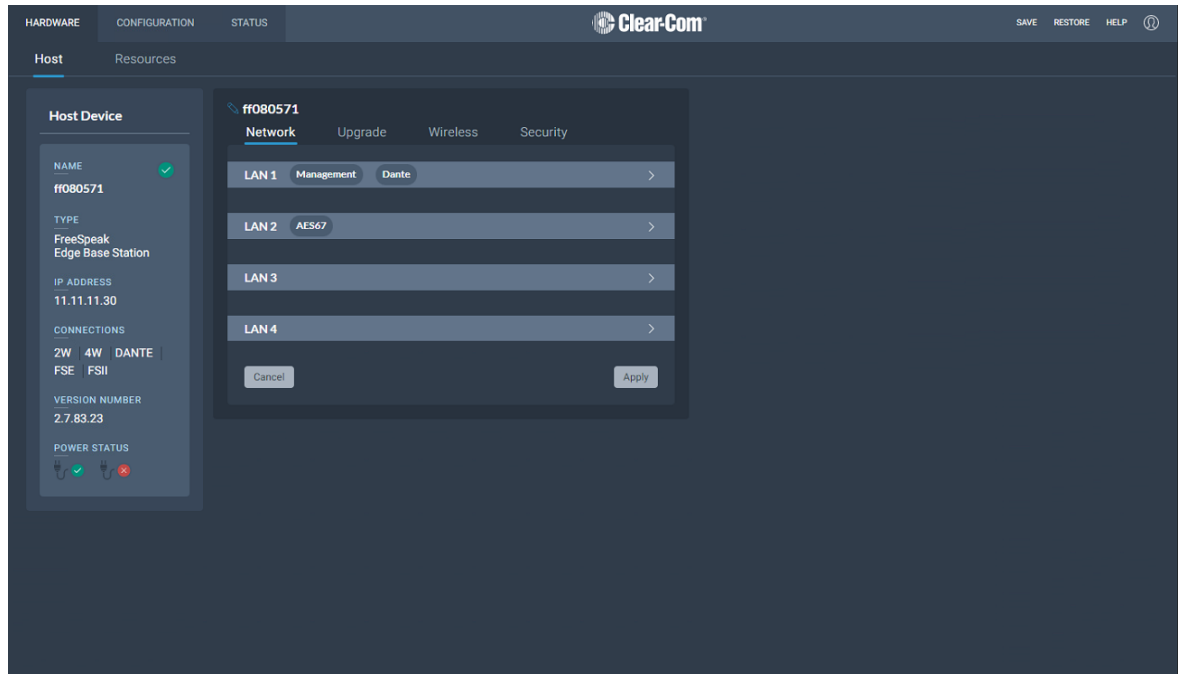 HARDWARE CONFIGURATION STATUS Clear-Com® SAVE RESTORE HELP
Host Resources
Host Device
NAME
ff080571
TYPE
FreeSpeak
Edge Base Station
IP ADDRESS
11.11.11.30
CONNECTIONS
2W 4W DANTE
FSE FSII
VERSION NUMBER
2.7.83.23
POWER STATUS
ff080571
Network Upgrade Wireless Security
LAN 1 Management Dante
LAN 2 AES67
LAN 3
LAN 4
Cancel Apply